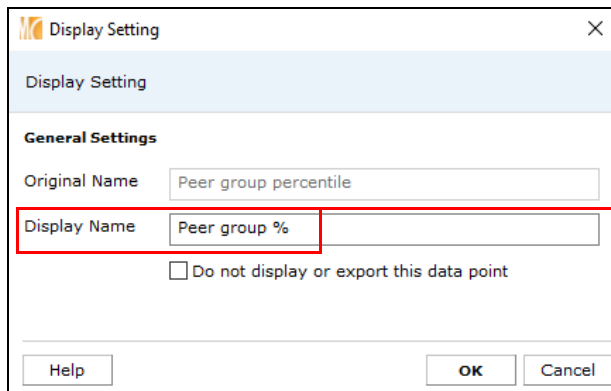 Display Setting
Display Setting
General Settings
Original Name Peer group percentile
Display Name Peer group %
Do not display or export this data point
Help OK Cancel